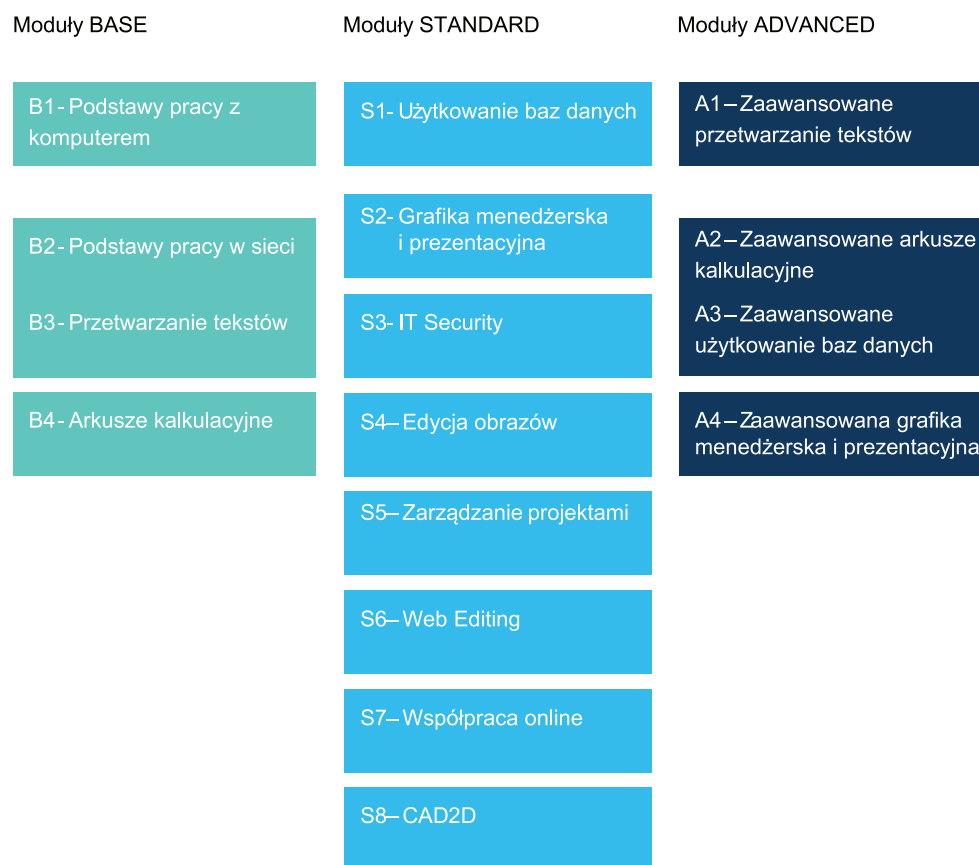 Moduły BASE
B1- Podstawy pracy z
komputerem
B2- Podstawy pracy w sieci
B3- Przetwarzanie tekstów
B4- Arkusze kalkulacyjne
Moduły STANDARD
S1- Użytkowanie baz danych
S2- Grafika menedżerska
i prezentacyjna
S3- IT Security
S4– Edycja obrazów
S5– Zarządzanie projektami
S6– Web Editing
S7– Współpraca online
S8– CAD2D
Moduły ADVANCED
A1– Zaawansowane
przetwarzanie tekstów
A2– Zaawansowane arkusze
kalkulacyjne
A3– Zaawansowane
użytkowanie baz danych
A4– Zaawansowana grafika
menedżerska i prezentacyjna